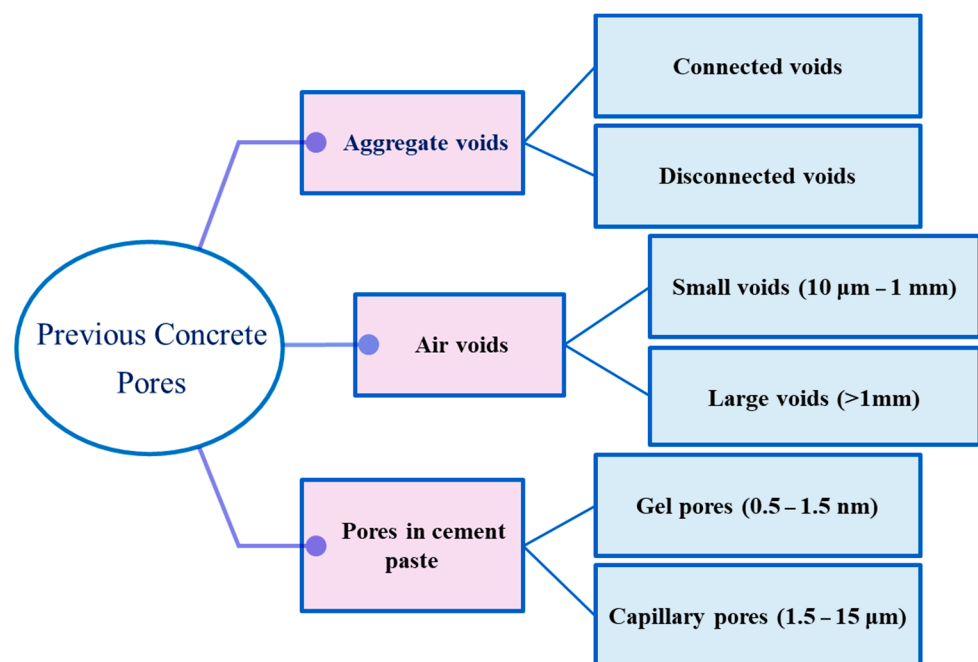 Connected voids
Aggregate voids
Disconnected voids
Small voids (10 μm – 1 mm)
Previous Concrete
Pores
Air voids
Large voids (>1mm)
Gel pores (0.5 – 1.5 nm)
Pores in cement
paste
Capillary pores (1.5 – 15 μm)